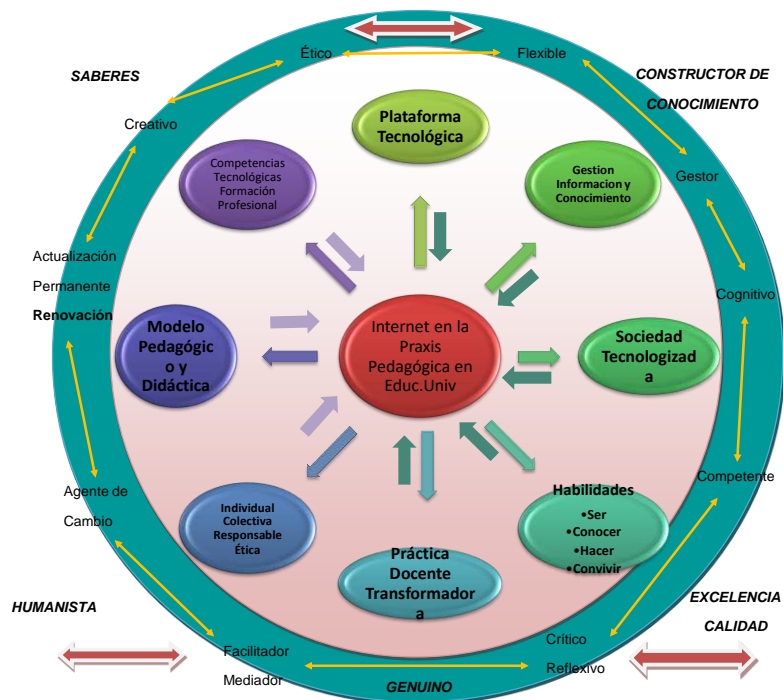 Ético
Flexible
SABERES
CONSTRUCTOR DE
CONOCIMIENTO
Creativo
Plataforma
Tecnológica
Competencias
Tecnológicas
Formación
Profesional
Gestion
Informacion y
Conocimiento
Gestor
Actualización
Permanente
Renovación
Cognitivo
Modelo
Pedagógic
o y
Didáctica
Internet en la
Praxis
Pedagógica en
Educ.Univ
Sociedad
Tecnologizad
a
Agente de
Cambio
Competente
Individual
Colectiva
Responsable
Ética
Práctica
Docente
Transformador
a
Habilidades
•Ser
•Conocer
•Hacer
•Convivir
HUMANISTA
EXCELENCIA
CALIDAD
Facilitador
Mediador
GENUINO
Crítico
Reflexivo